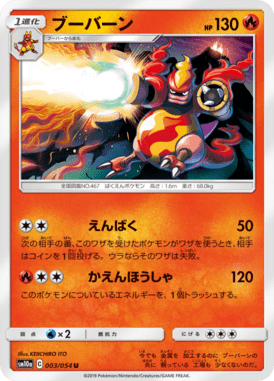 1進化
ブーバーン
HP 130
ブーバーから進化
全国図鑑No.467 ばくえんポケモン 高さ:1.6m 重さ:68.0kg
えんばく 50
次の相手の番、このワザを受けたポケモンがワザを使うとき、相手
はコインを1回投げる。ウラならそのワザは失敗。
かえんほうしゃ 120
このポケモンについているエネルギーを、1個トラッシュする。
弱点 ×2 抵抗力 にげる
illus. KEIICHIRO ITO
sm10a C 003/054 U
©2019 Pokémon/Nintendo/Creatures/GAME FREAK.